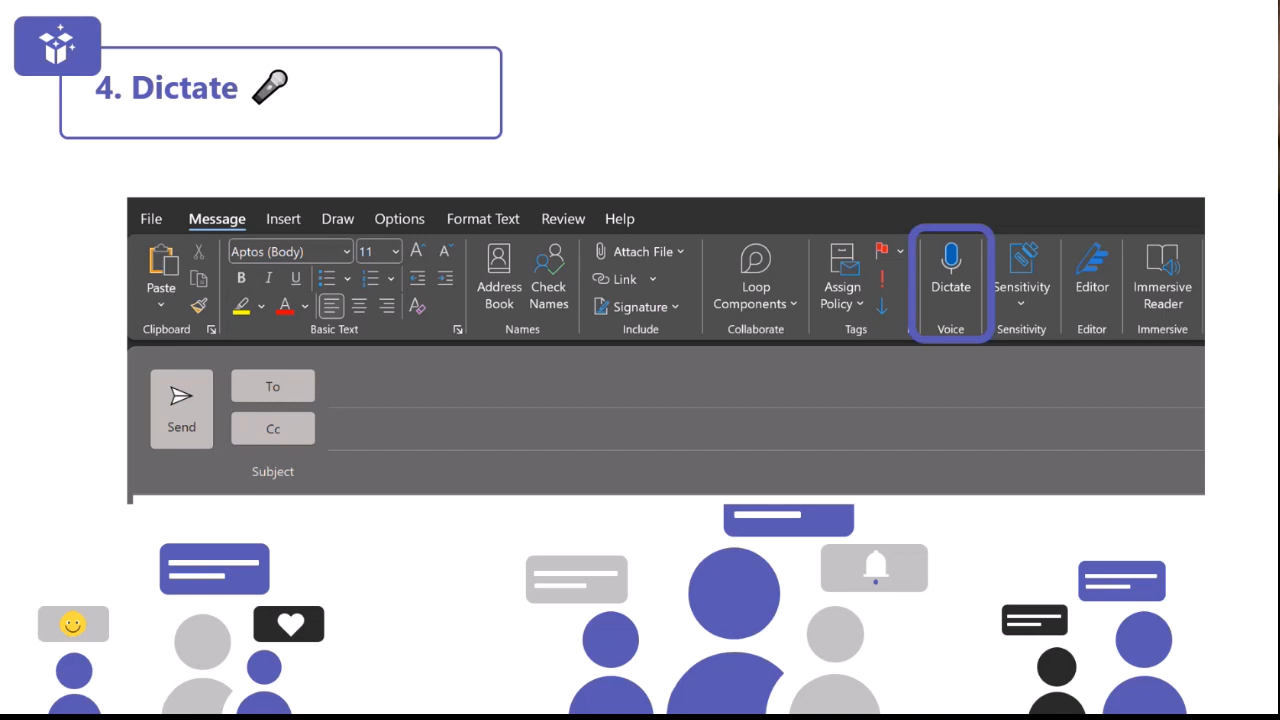 4. Dictate
File Message Insert Draw Options Format Text Review Help
Aptos (Body) 11 A A Attach File
B I U Link
Paste Address Book Check Names Loop Components Assign Policy Dictate Sensitivity Editor Immersive Reader
A Signature A
Clipboard Basic Text Names Include Collaborate Tags Voice Sensitivity Editor Immersive
To
Send
Cc
Subject